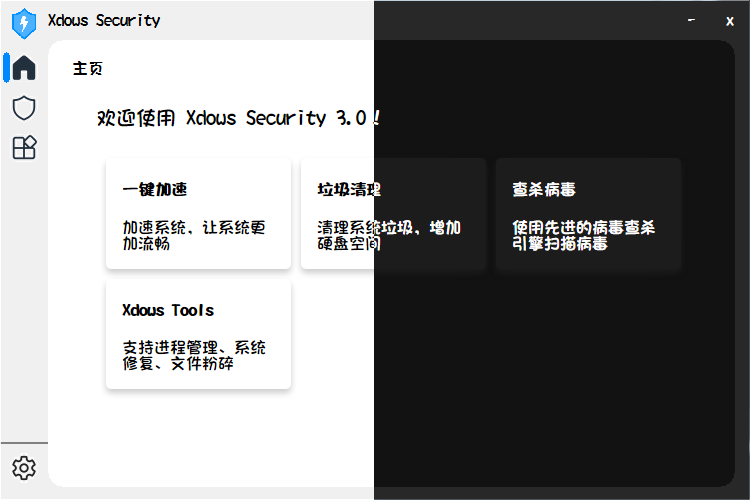 Xdows Security
- x
主页
欢迎使用 Xdows Security 3.0！
一键加速
加速系统，让系统更
加流畅
垃圾清理
清理系统垃圾，增加
硬盘空间
查杀病毒
使用先进的病毒查杀
引擎扫描病毒
Xdows Tools
支持进程管理、系统
修复、文件粉碎